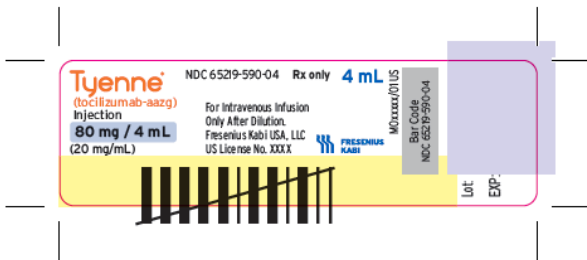 Tyenne®
(tocilizumab-aazg)
Injection
80 mg / 4 mL
(20 mg/mL)
NDC 65219-590-04 Rx only 4 mL
For Intravenous Infusion
Only After Dilution.
Fresenius Kabi USA, LLC
US License No. XXXX
FRESENIUS
KABI
M0xxxxx/01 US
Bar Code
NDC 65219-590-04
Lot:
EXP: